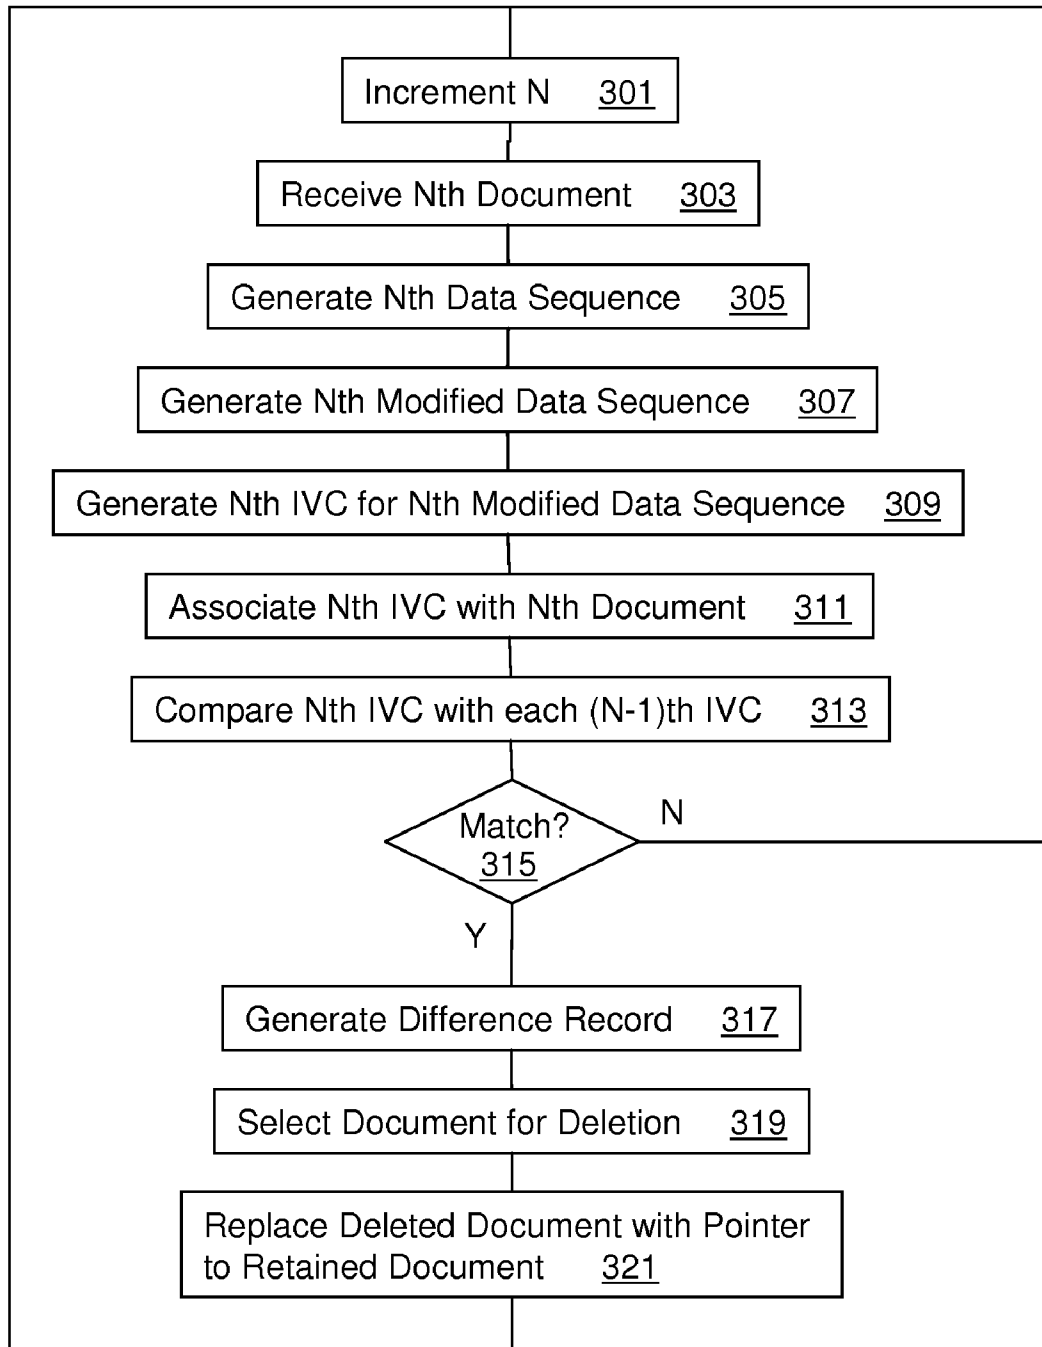 Increment N 301
Receive Nth Document 303
Generate Nth Data Sequence 305
Generate Nth Modified Data Sequence 307
Generate Nth IVC for Nth Modified Data Sequence 309
Associate Nth IVC with Nth Document 311
Compare Nth IVC with each (N-1)th IVC 313
Match?
315
N
Y
Generate Difference Record 317
Select Document for Deletion 319
Replace Deleted Document with Pointer
to Retained Document 321